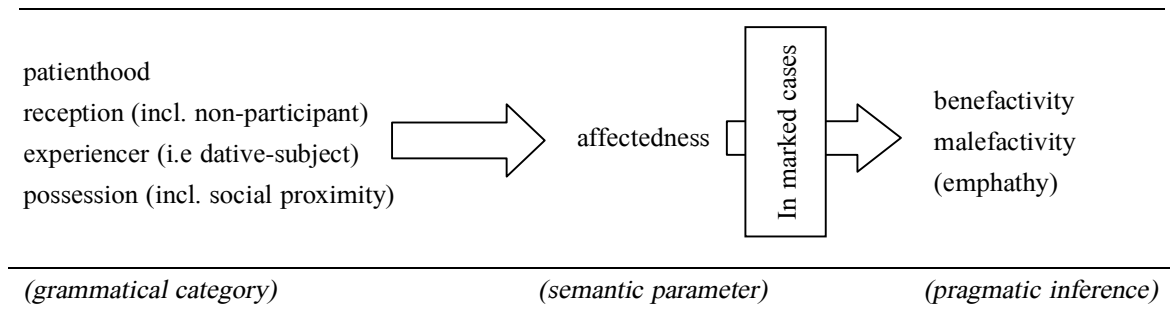 patienthood
reception (incl. non-participant)
experiencer (i.e dative-subject)
possession (incl. social proximity)
affectedness
In marked cases
benefactivity
malefactivity
(emphathy)
(grammatical category)
(semantic parameter)
(pragmatic inference)